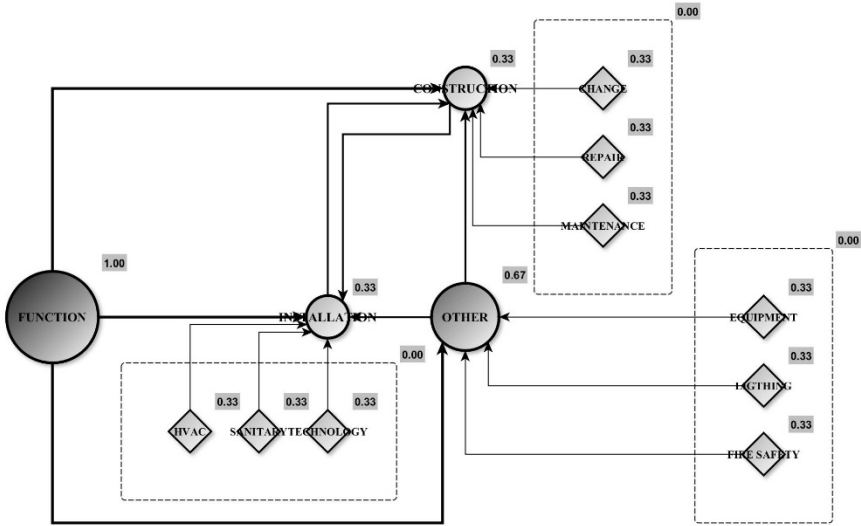 0.00
0.33
0.33
CONSTRUCTION
CHANGE
0.33
REPAIR
0.33
MAINTENANCE
0.00
1.00
0.33
0.67
0.33
FUNCTION
INSTALLATION
OTHER
EQUIPMENT
0.00
0.33
LIGTHING
0.33
0.33
0.33
HVAC
SANITARY
TECHNOLOGY
0.33
FIRE SAFETY